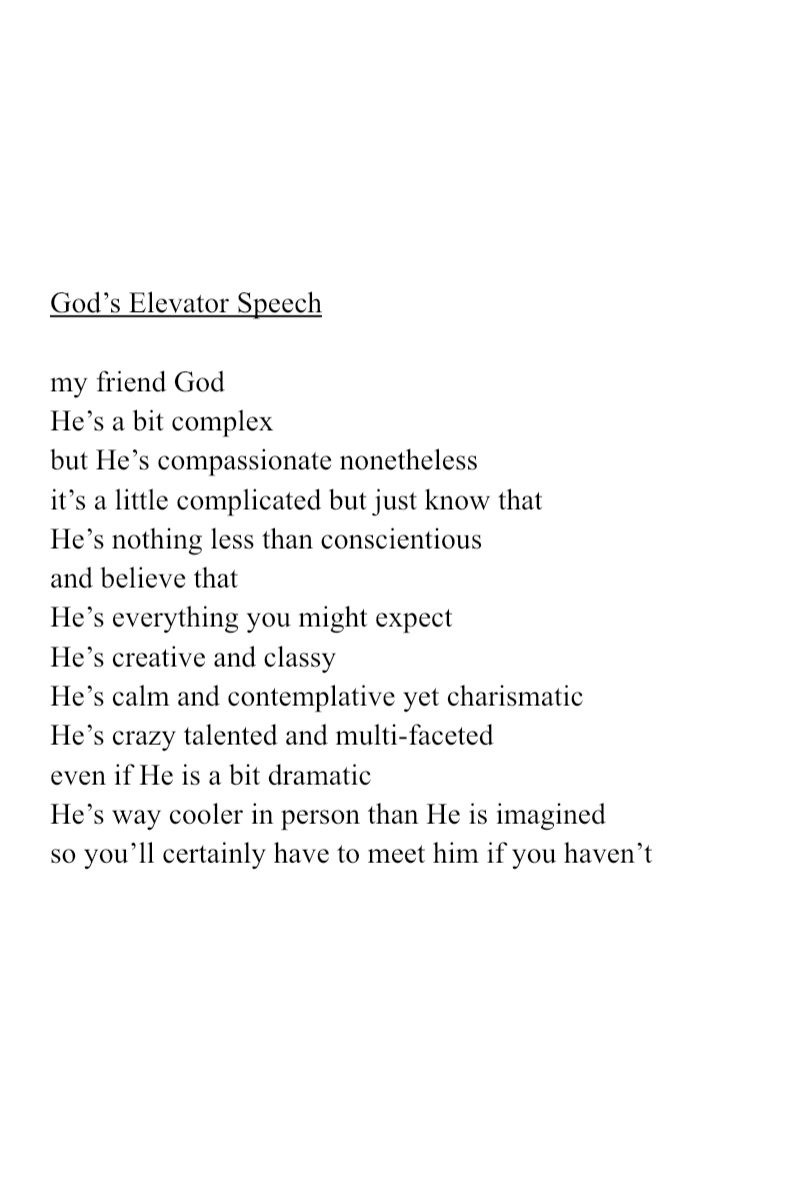 God’s Elevator Speech
my friend God
He’s a bit complex
but He’s compassionate nonetheless
it’s a little complicated but just know that
He’s nothing less than conscientious
and believe that
He’s everything you might expect
He’s creative and classy
He’s calm and contemplative yet charismatic
He’s crazy talented and multi-faceted
even if He is a bit dramatic
He’s way cooler in person than He is imagined
so you’ll certainly have to meet him if you haven’t